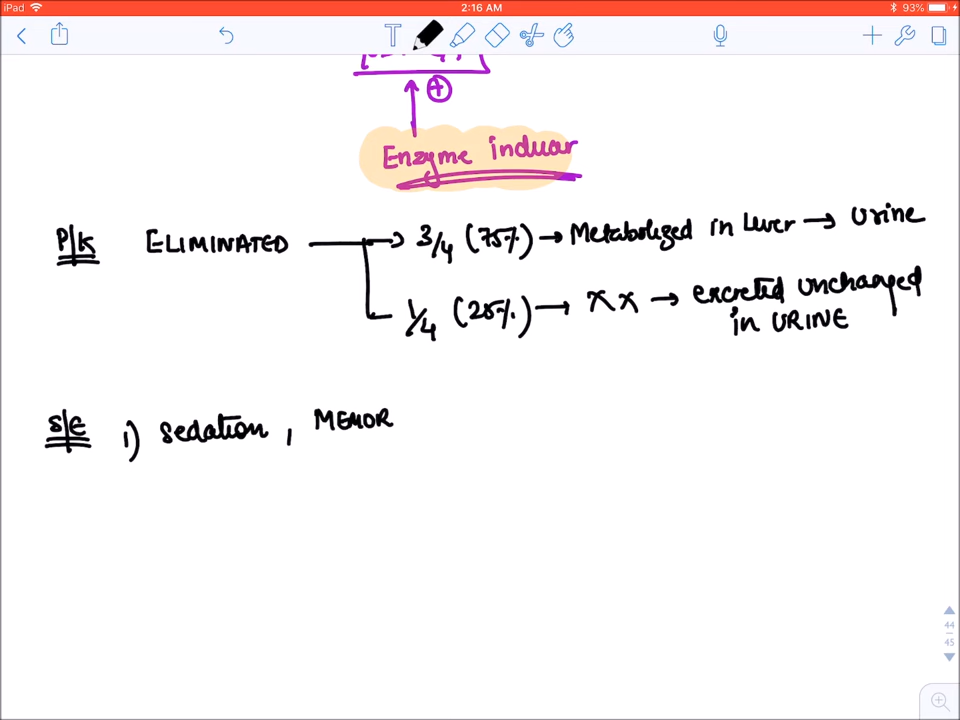 iPad 2:16 AM 93%
T
+
Enzyme inducer
P/K ELIMINATED → 3/4 (75%) → Metabolized in liver → Urine
1/4 (25%) → xx → excreted unchanged
in URINE
S/E 1) Sedation, MEMOR
44
45